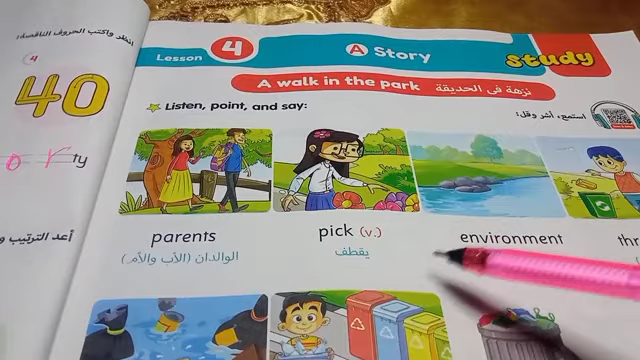 انظر واكتب الحروف الناقصة:
4
40
o r ty
أعد الترتيب و
Lesson 4
A Story
study
A walk in the park نزهة فى الحديقة
Listen, point, and say:
استمع، أشر وقل:
parents
الوالدان (الأب والأم)
pick (v.)
يقطف
environment
thr